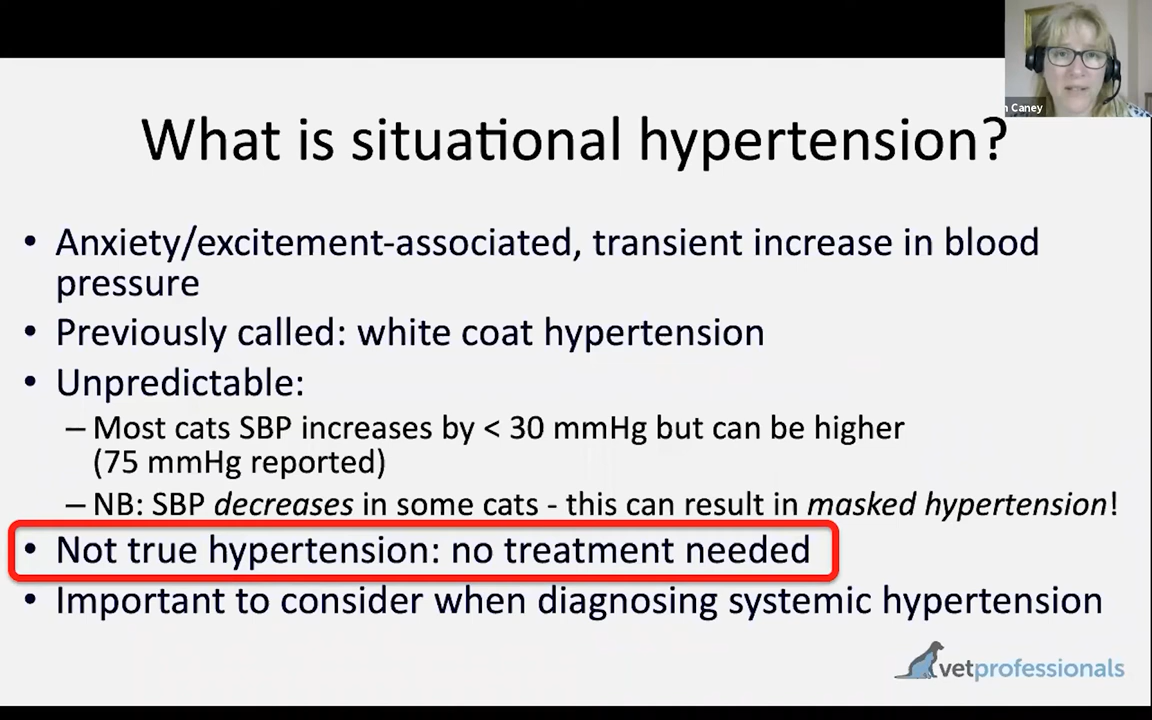 Caney
What is situational hypertension?
• Anxiety/excitement-associated, transient increase in blood
pressure
• Previously called: white coat hypertension
• Unpredictable:
– Most cats SBP increases by < 30 mmHg but can be higher
(75 mmHg reported)
– NB: SBP decreases in some cats - this can result in masked hypertension!
• Not true hypertension: no treatment needed
• Important to consider when diagnosing systemic hypertension
vetprofessionals